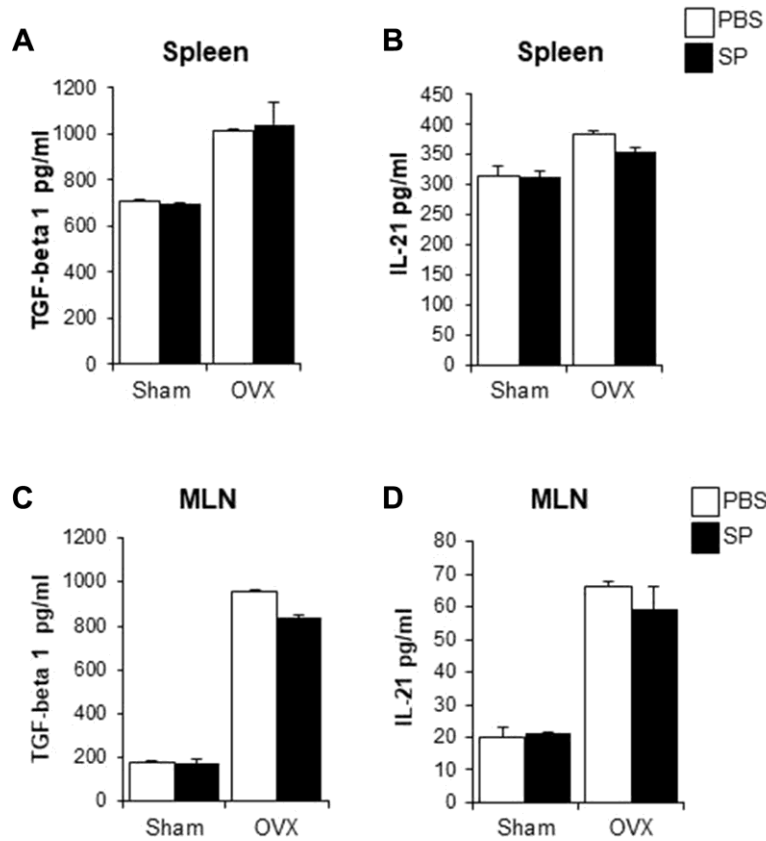 PBS
SP
A
Spleen
TGF-beta 1 pg/ml
1200
1000
800
600
400
200
0
Sham OVX
B
Spleen
IL-21 pg/ml
450
400
350
300
250
200
150
100
50
0
Sham OVX
C
MLN
TGF-beta 1 pg/ml
1200
1000
800
600
400
200
0
Sham OVX
D
MLN
PBS
SP
IL-21 pg/ml
80
70
60
50
40
30
20
10
0
Sham OVX